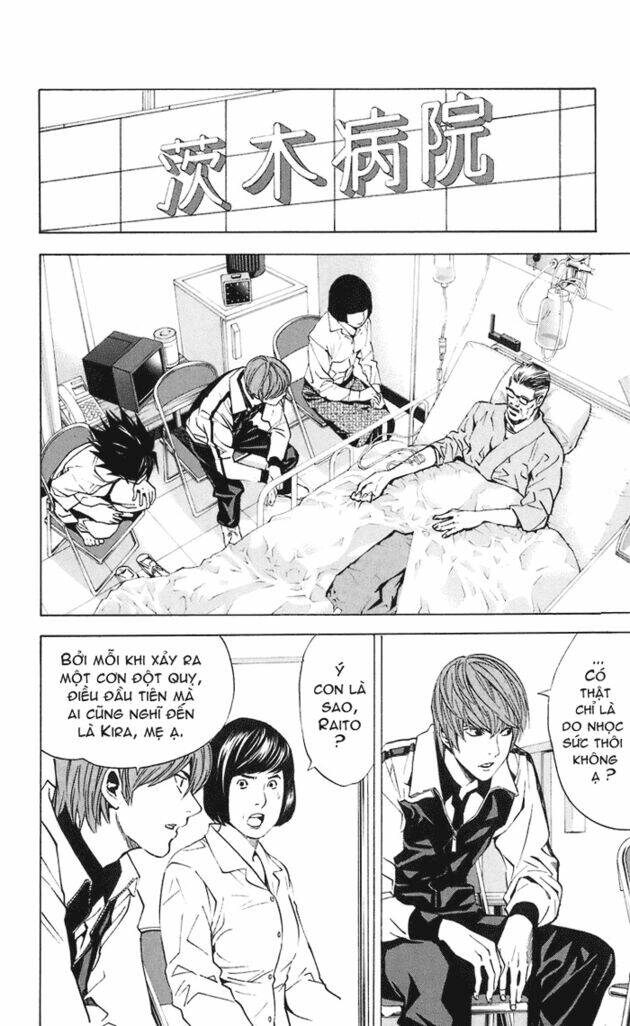 茨木病院
...
CÓ
THẬT
CHỈ LÀ
DO NHỌC
SỨC THÔI
KHÔNG
Ạ ?
Ý
CON LÀ
SAO,
RAITO
?
BỞI MỖI KHI XẢY RA
MỘT CƠN ĐỘT QUỴ,
ĐIỀU ĐẦU TIÊN MÀ
AI CŨNG NGHĨ ĐẾN
LÀ KIRA, MẸ Ạ.